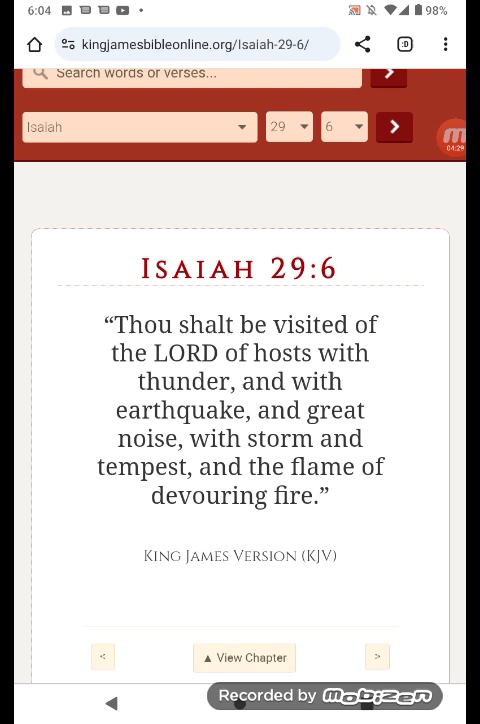 6:04 98%
kingjamesbibleonline.org/Isaiah-29-6/ :D
Search words or verses...
Isaiah 29 6
04:29
ISAIAH 29:6
“Thou shalt be visited of
the LORD of hosts with
thunder, and with
earthquake, and great
noise, with storm and
tempest, and the flame of
devouring fire.”
KING JAMES VERSION (KJV)
< ▲ View Chapter >
Recorded by mobizen